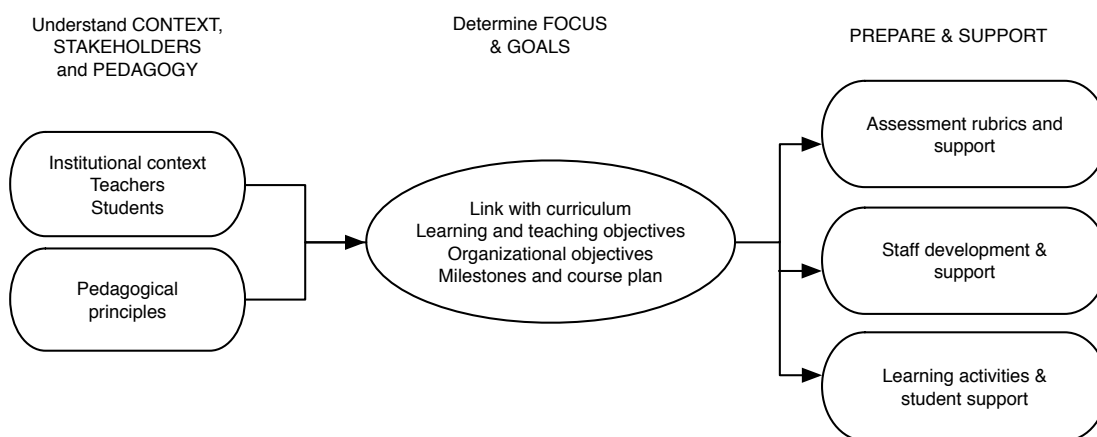 Understand CONTEXT,
STAKEHOLDERS
and PEDAGOGY
Determine FOCUS
& GOALS
PREPARE & SUPPORT
Institutional context
Teachers
Students
Pedagogical
principles
Link with curriculum
Learning and teaching objectives
Organizational objectives
Milestones and course plan
Assessment rubrics and
support
Staff development &
support
Learning activities &
student support